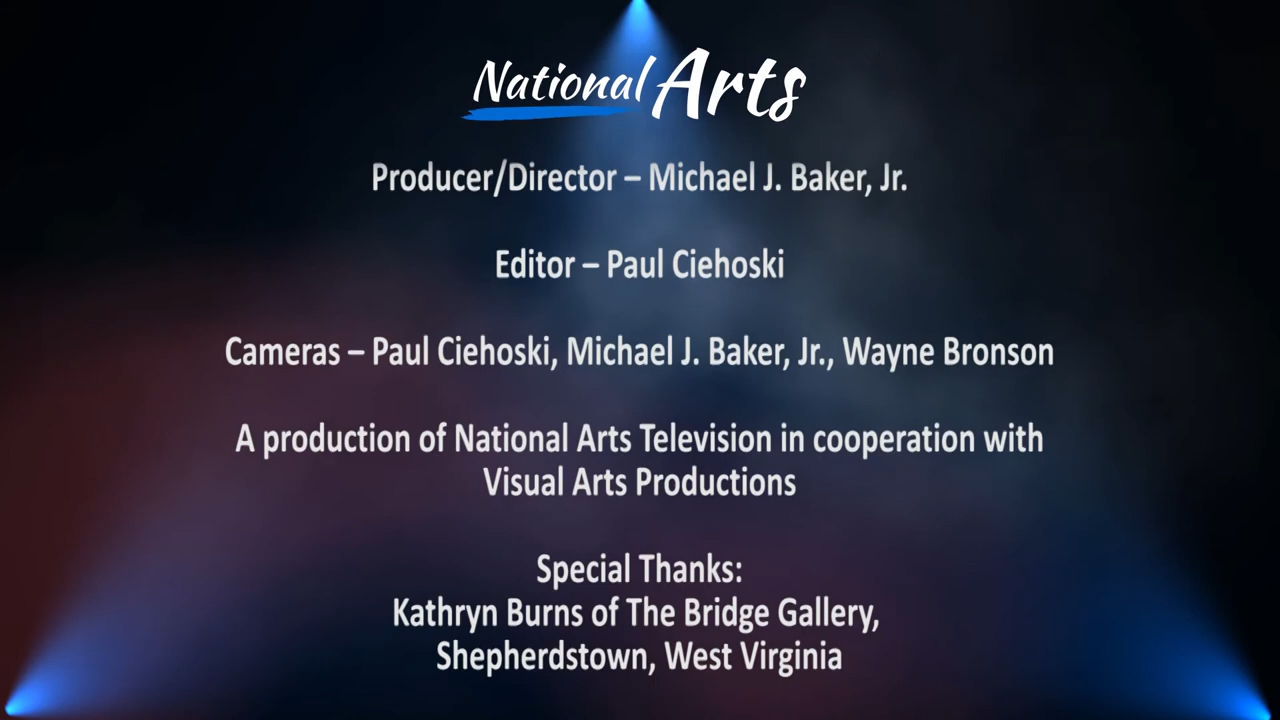 National Arts
Producer/Director – Michael J. Baker, Jr.
Editor – Paul Ciehoski
Cameras – Paul Ciehoski, Michael J. Baker, Jr., Wayne Bronson
A production of National Arts Television in cooperation with
Visual Arts Productions
Special Thanks:
Kathryn Burns of The Bridge Gallery,
Shepherdstown, West Virginia